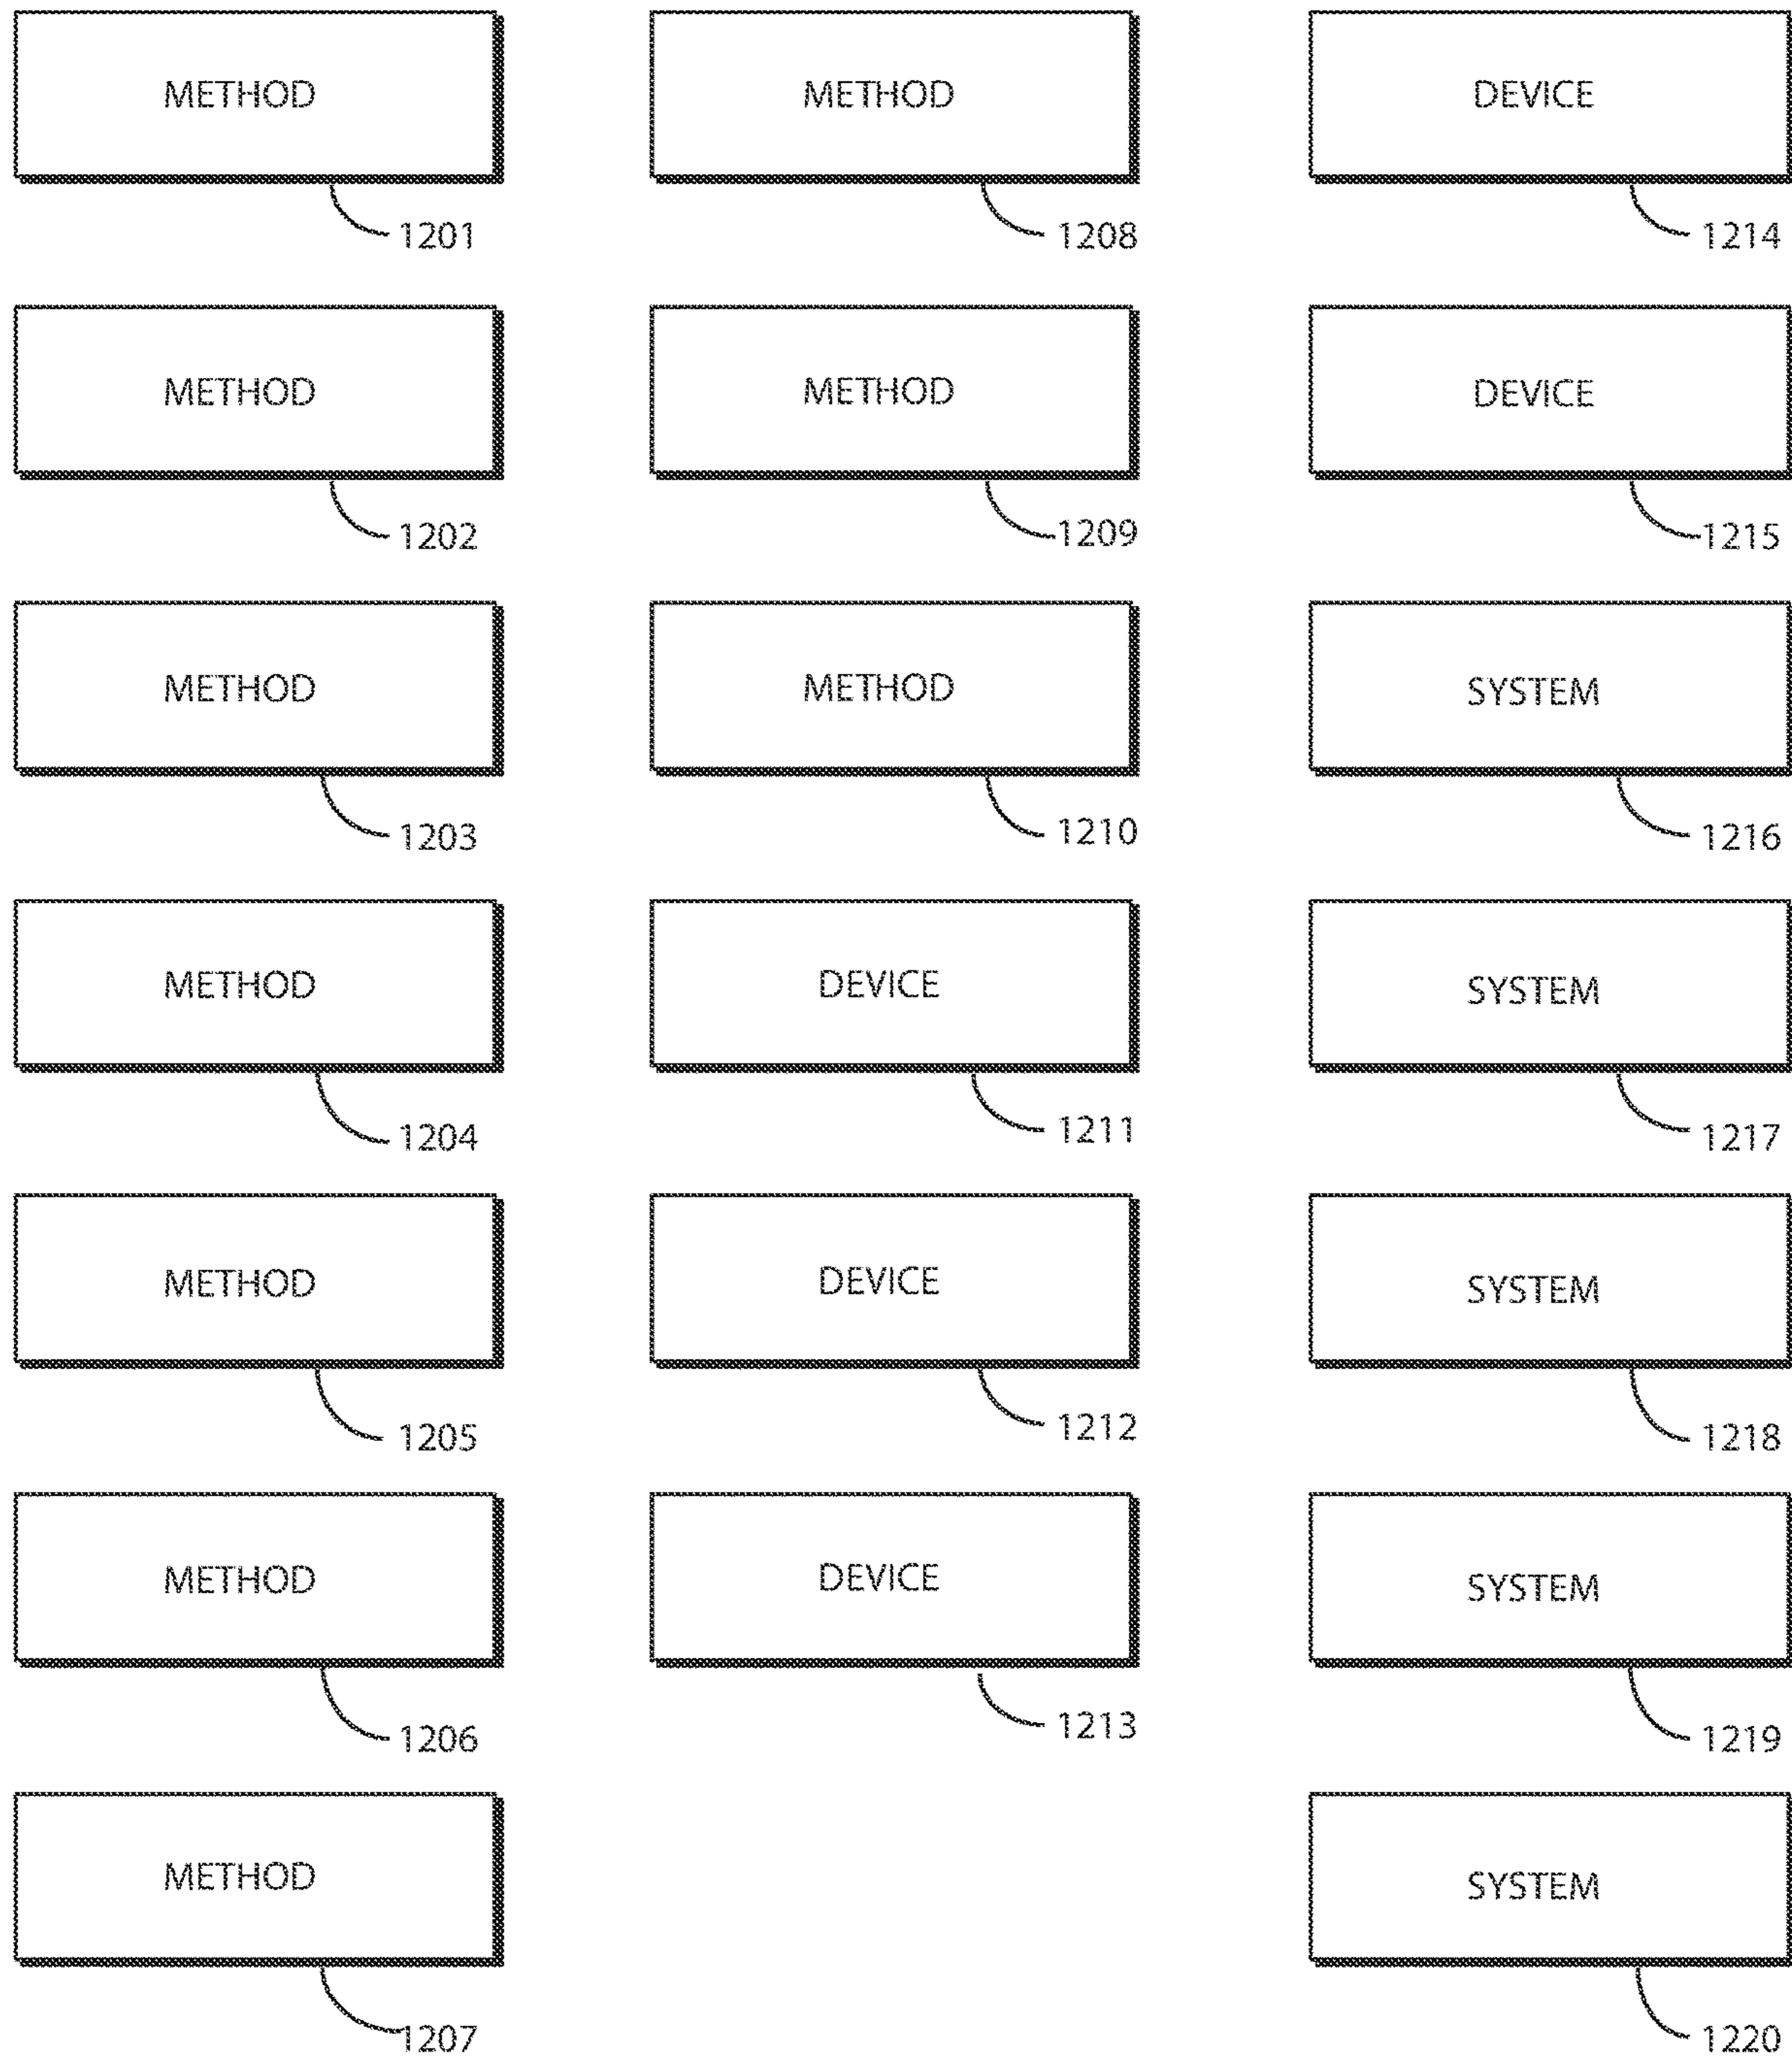 METHOD
1201
METHOD
1202
METHOD
1203
METHOD
1204
METHOD
1205
METHOD
1206
METHOD
1207
METHOD
1208
METHOD
1209
METHOD
1210
DEVICE
1211
DEVICE
1212
DEVICE
1213
DEVICE
1214
DEVICE
1215
SYSTEM
1216
SYSTEM
1217
SYSTEM
1218
SYSTEM
1219
SYSTEM
1220